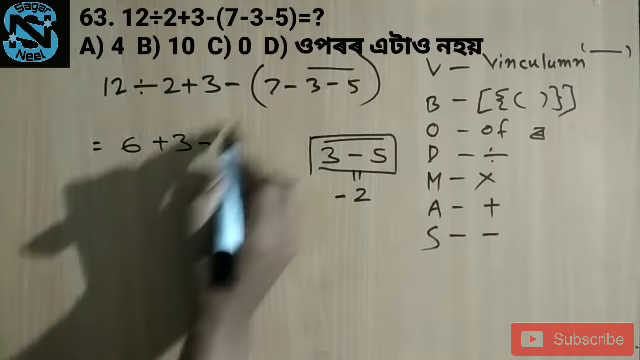 Sagar
NS
Neel
63. 12÷2+3-(7-3-5)=?
A) 4 B) 10 C) 0 D) ওপৰৰ এটাও নহয়
12 ÷ 2 + 3 - (7 - 3 - 5)
= 6 + 3 -
3 - 5
=
- 2
V - Vinculumn (—)
B - [{( )}]
O - of
D - ÷
M - ×
A - +
S - -
Subscribe